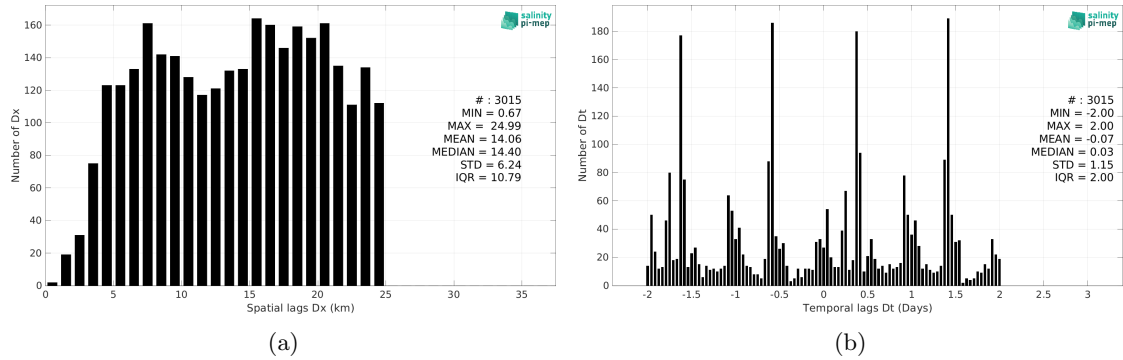 160
140
120
100
80
60
40
20
0
Number of Dx
0 5 10 15 20 25 30 35
Spatial lags Dx (km)
salinity
pi-mep
# : 3015
MIN = 0.67
MAX = 24.99
MEAN = 14.06
MEDIAN = 14.40
STD = 6.24
IQR = 10.79
(a)
180
160
140
120
100
80
60
40
20
0
Number of Dt
-2 -1.5 -1 -0.5 0 0.5 1 1.5 2 2.5 3
Temporal lags Dt (Days)
salinity
pi-mep
# : 3015
MIN = -2.00
MAX = 2.00
MEAN = -0.07
MEDIAN = 0.03
STD = 1.15
IQR = 2.00
(b)